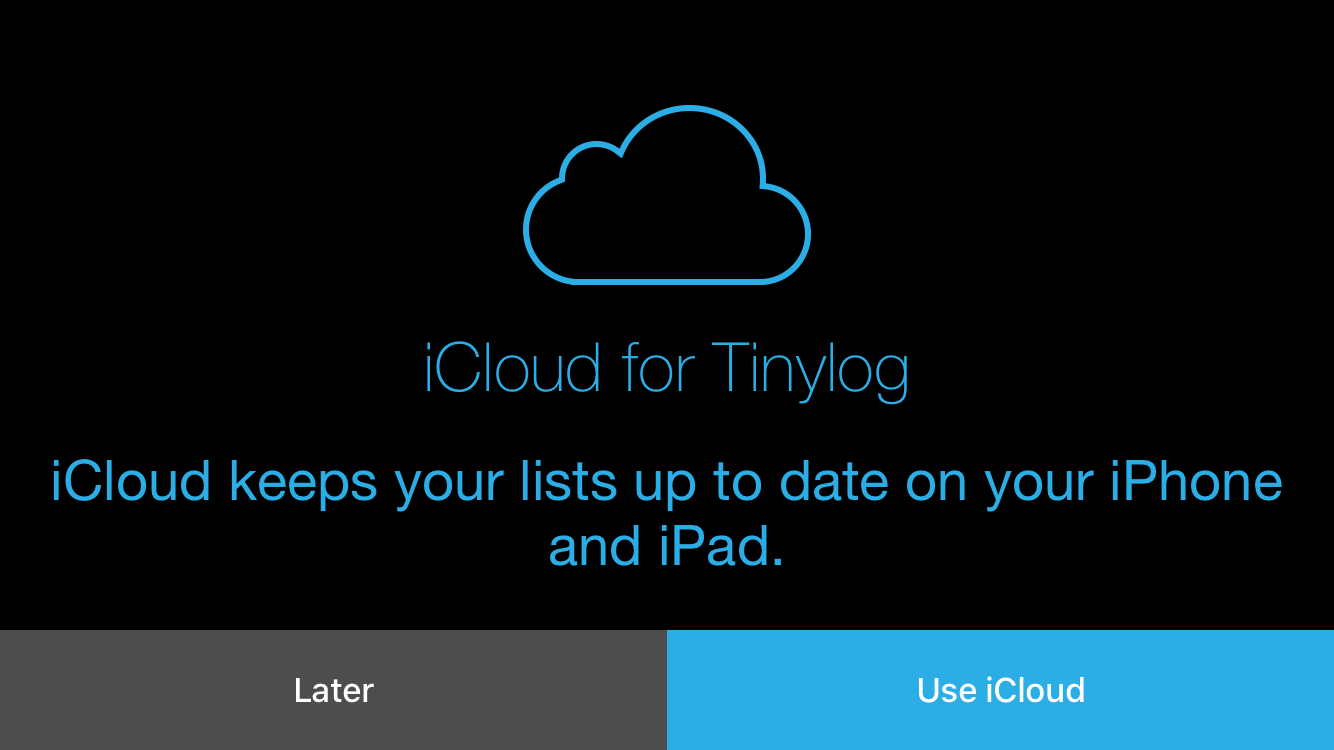 iCloud for Tinylog
iCloud keeps your lists up to date on your iPhone
and iPad.
Later
Use iCloud